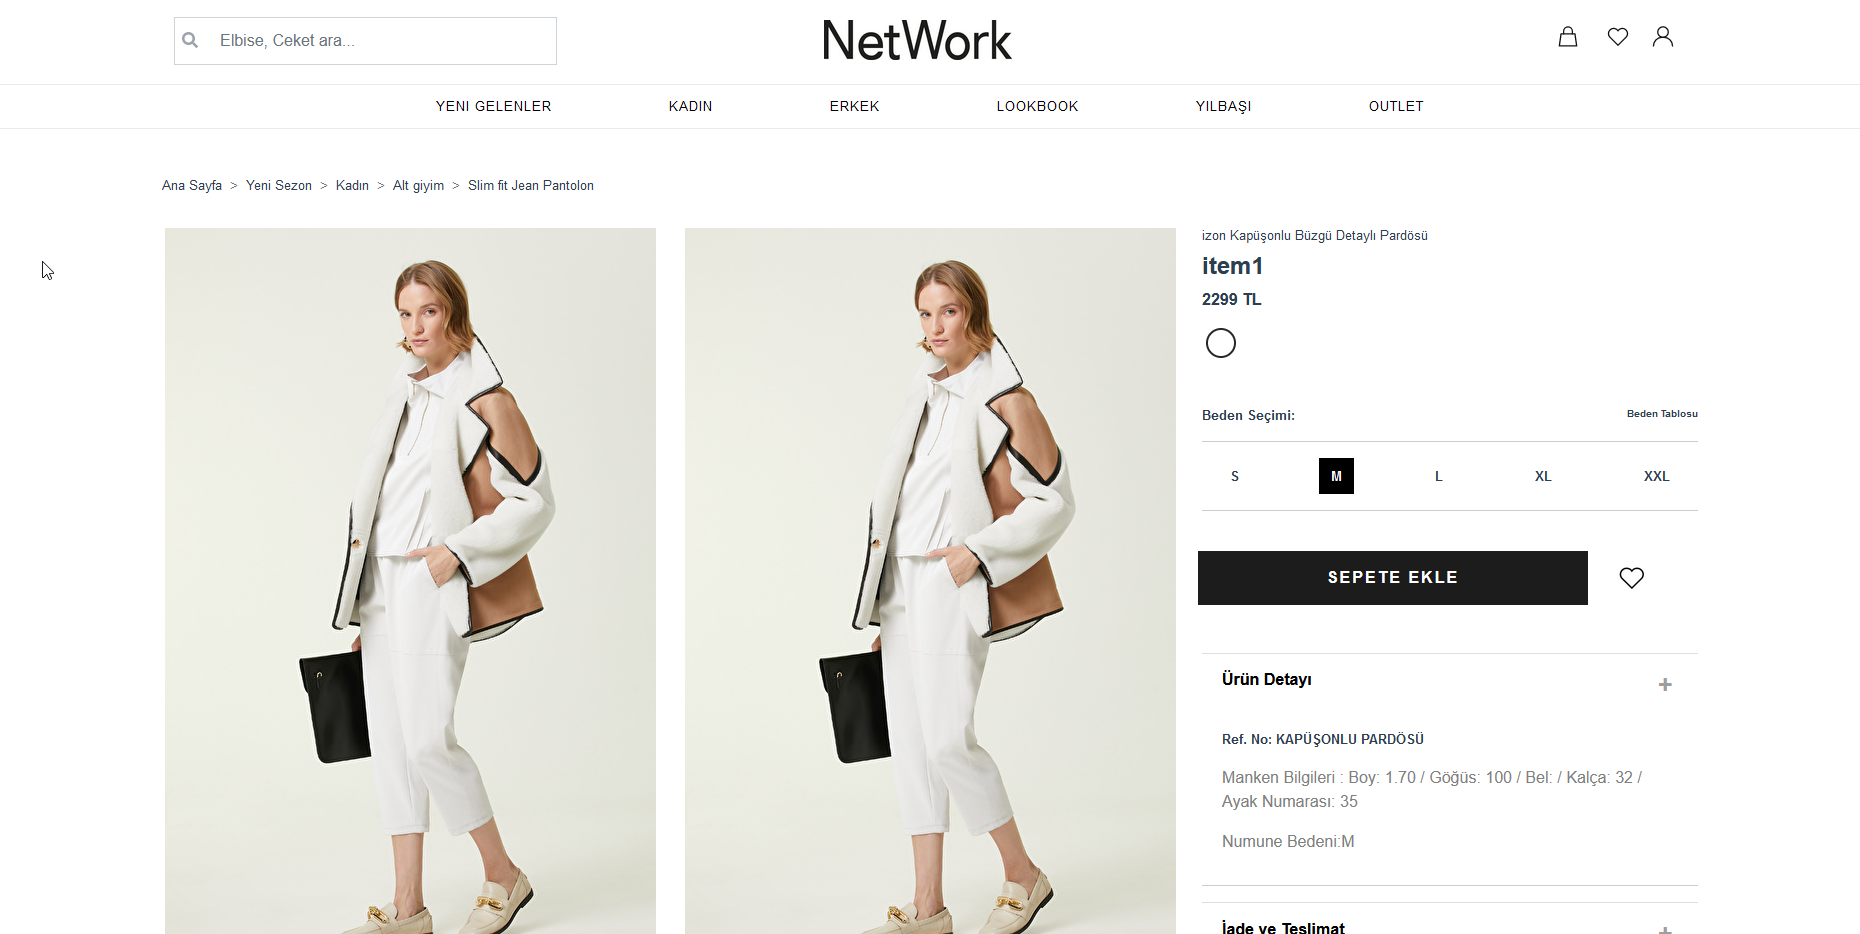 Elbise, Ceket ara...
NetWork
YENİ GELENLER
KADIN
ERKEK
LOOKBOOK
YILBAŞI
OUTLET
Ana Sayfa > Yeni Sezon > Kadın > Alt giyim > Slim fit Jean Pantolon
izon Kapüşonlu Büzgü Detaylı Pardösü
item1
2299 TL
Beden Seçimi:
Beden Tablosu
S
M
L
XL
XXL
SEPETE EKLE
Ürün Detayı
+
Ref. No: KAPÜŞONLU PARDÖSÜ
Manken Bilgileri : Boy: 1.70 / Göğüs: 100 / Bel: / Kalça: 32 /
Ayak Numarası: 35
Numune Bedeni:M
İade ve Teslimat
+